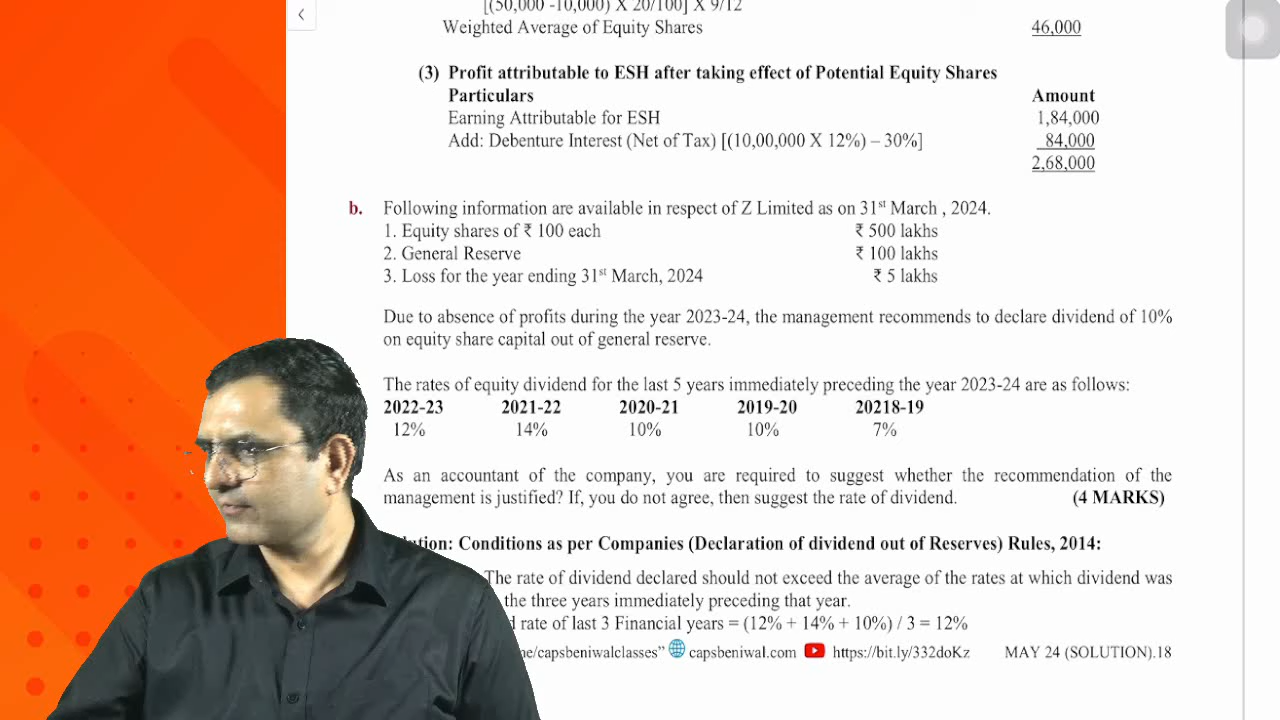 [(50,000 -10,000) X 20/100] X 9/12
Weighted Average of Equity Shares 46,000
(3) Profit attributable to ESH after taking effect of Potential Equity Shares
Particulars Amount
Earning Attributable for ESH 1,84,000
Add: Debenture Interest (Net of Tax) [(10,00,000 X 12%) – 30%] 84,000
2,68,000
b. Following information are available in respect of Z Limited as on 31st March , 2024.
1. Equity shares of ₹ 100 each ₹ 500 lakhs
2. General Reserve ₹ 100 lakhs
3. Loss for the year ending 31st March, 2024 ₹ 5 lakhs
Due to absence of profits during the year 2023-24, the management recommends to declare dividend of 10%
on equity share capital out of general reserve.
The rates of equity dividend for the last 5 years immediately preceding the year 2023-24 are as follows:
2022-23 2021-22 2020-21 2019-20 20218-19
12% 14% 10% 10% 7%
As an accountant of the company, you are required to suggest whether the recommendation of the
management is justified? If, you do not agree, then suggest the rate of dividend. (4 MARKS)
Conditions as per Companies (Declaration of dividend out of Reserves) Rules, 2014:
The rate of dividend declared should not exceed the average of the rates at which dividend was
the three years immediately preceding that year.
rate of last 3 Financial years = (12% + 14% + 10%) / 3 = 12%
/capsbeniwalclasses” capsbeniwal.com https://bit.ly/332doKz MAY 24 (SOLUTION).18